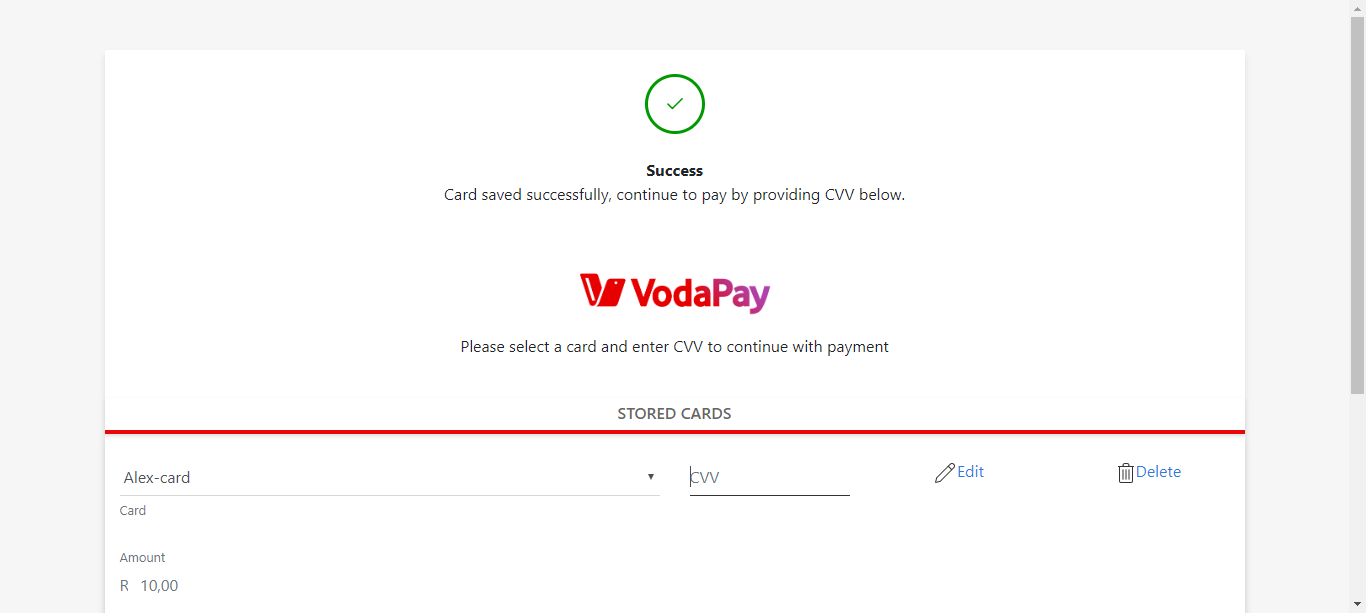 Success
Card saved successfully, continue to pay by providing CVV below.
VodaPay
Please select a card and enter CVV to continue with payment
STORED CARDS
Alex-card
CVV
Edit
Delete
Card
Amount
R 10,00